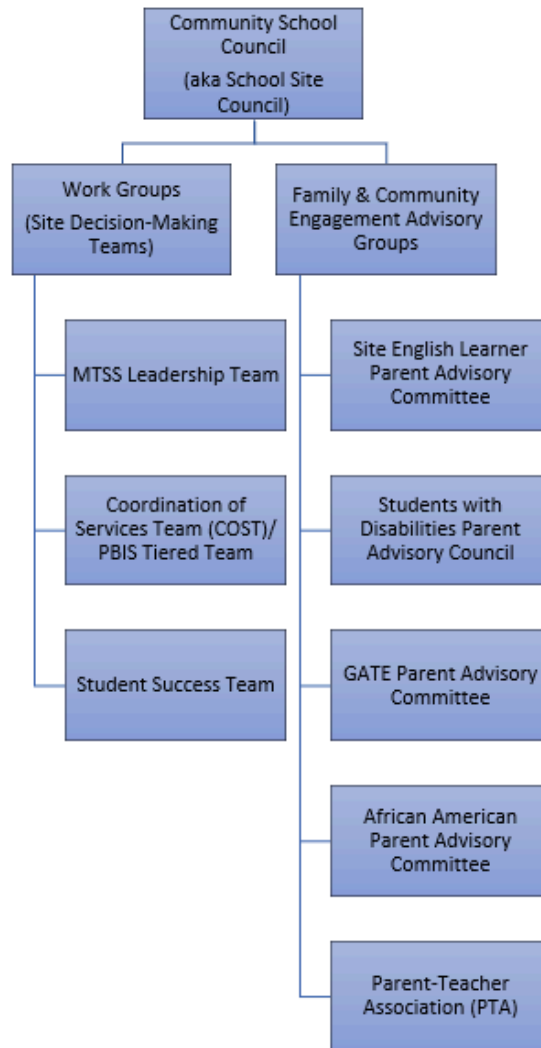 Community School
Council
(aka School Site
Council)
Work Groups
(Site Decision-Making
Teams)
Family & Community
Engagement Advisory
Groups
MTSS Leadership Team
Coordination of
Services Team (COST)/
PBIS Tiered Team
Student Success Team
Site English Learner
Parent Advisory
Committee
Students with
Disabilities Parent
Advisory Council
GATE Parent Advisory
Committee
African American
Parent Advisory
Committee
Parent-Teacher
Association (PTA)